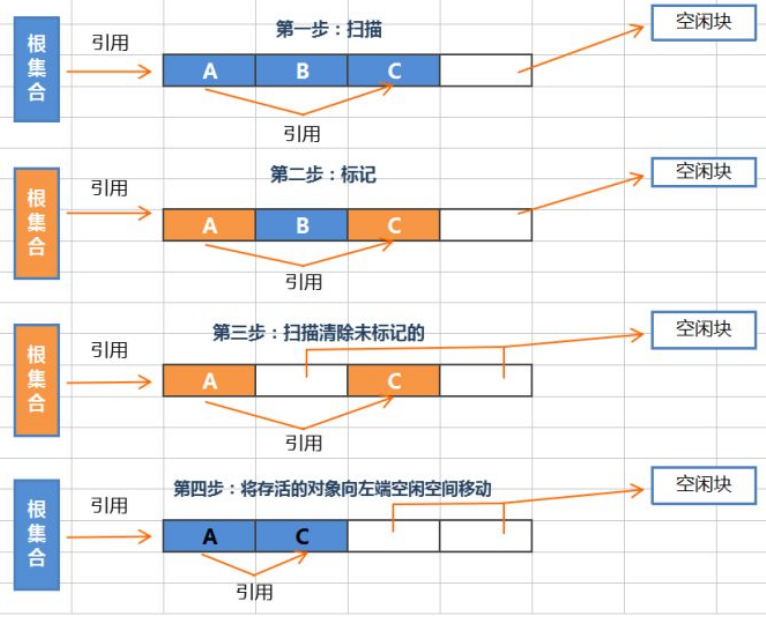 第一步：扫描
空闲块
根集合
引用
A B C
引用
第二步：标记
空闲块
根集合
引用
A B C
引用
第三步：扫描清除未标记的
空闲块
根集合
引用
A C
引用
第四步：将存活的对象向左端空闲空间移动
空闲块
根集合
引用
A C
引用